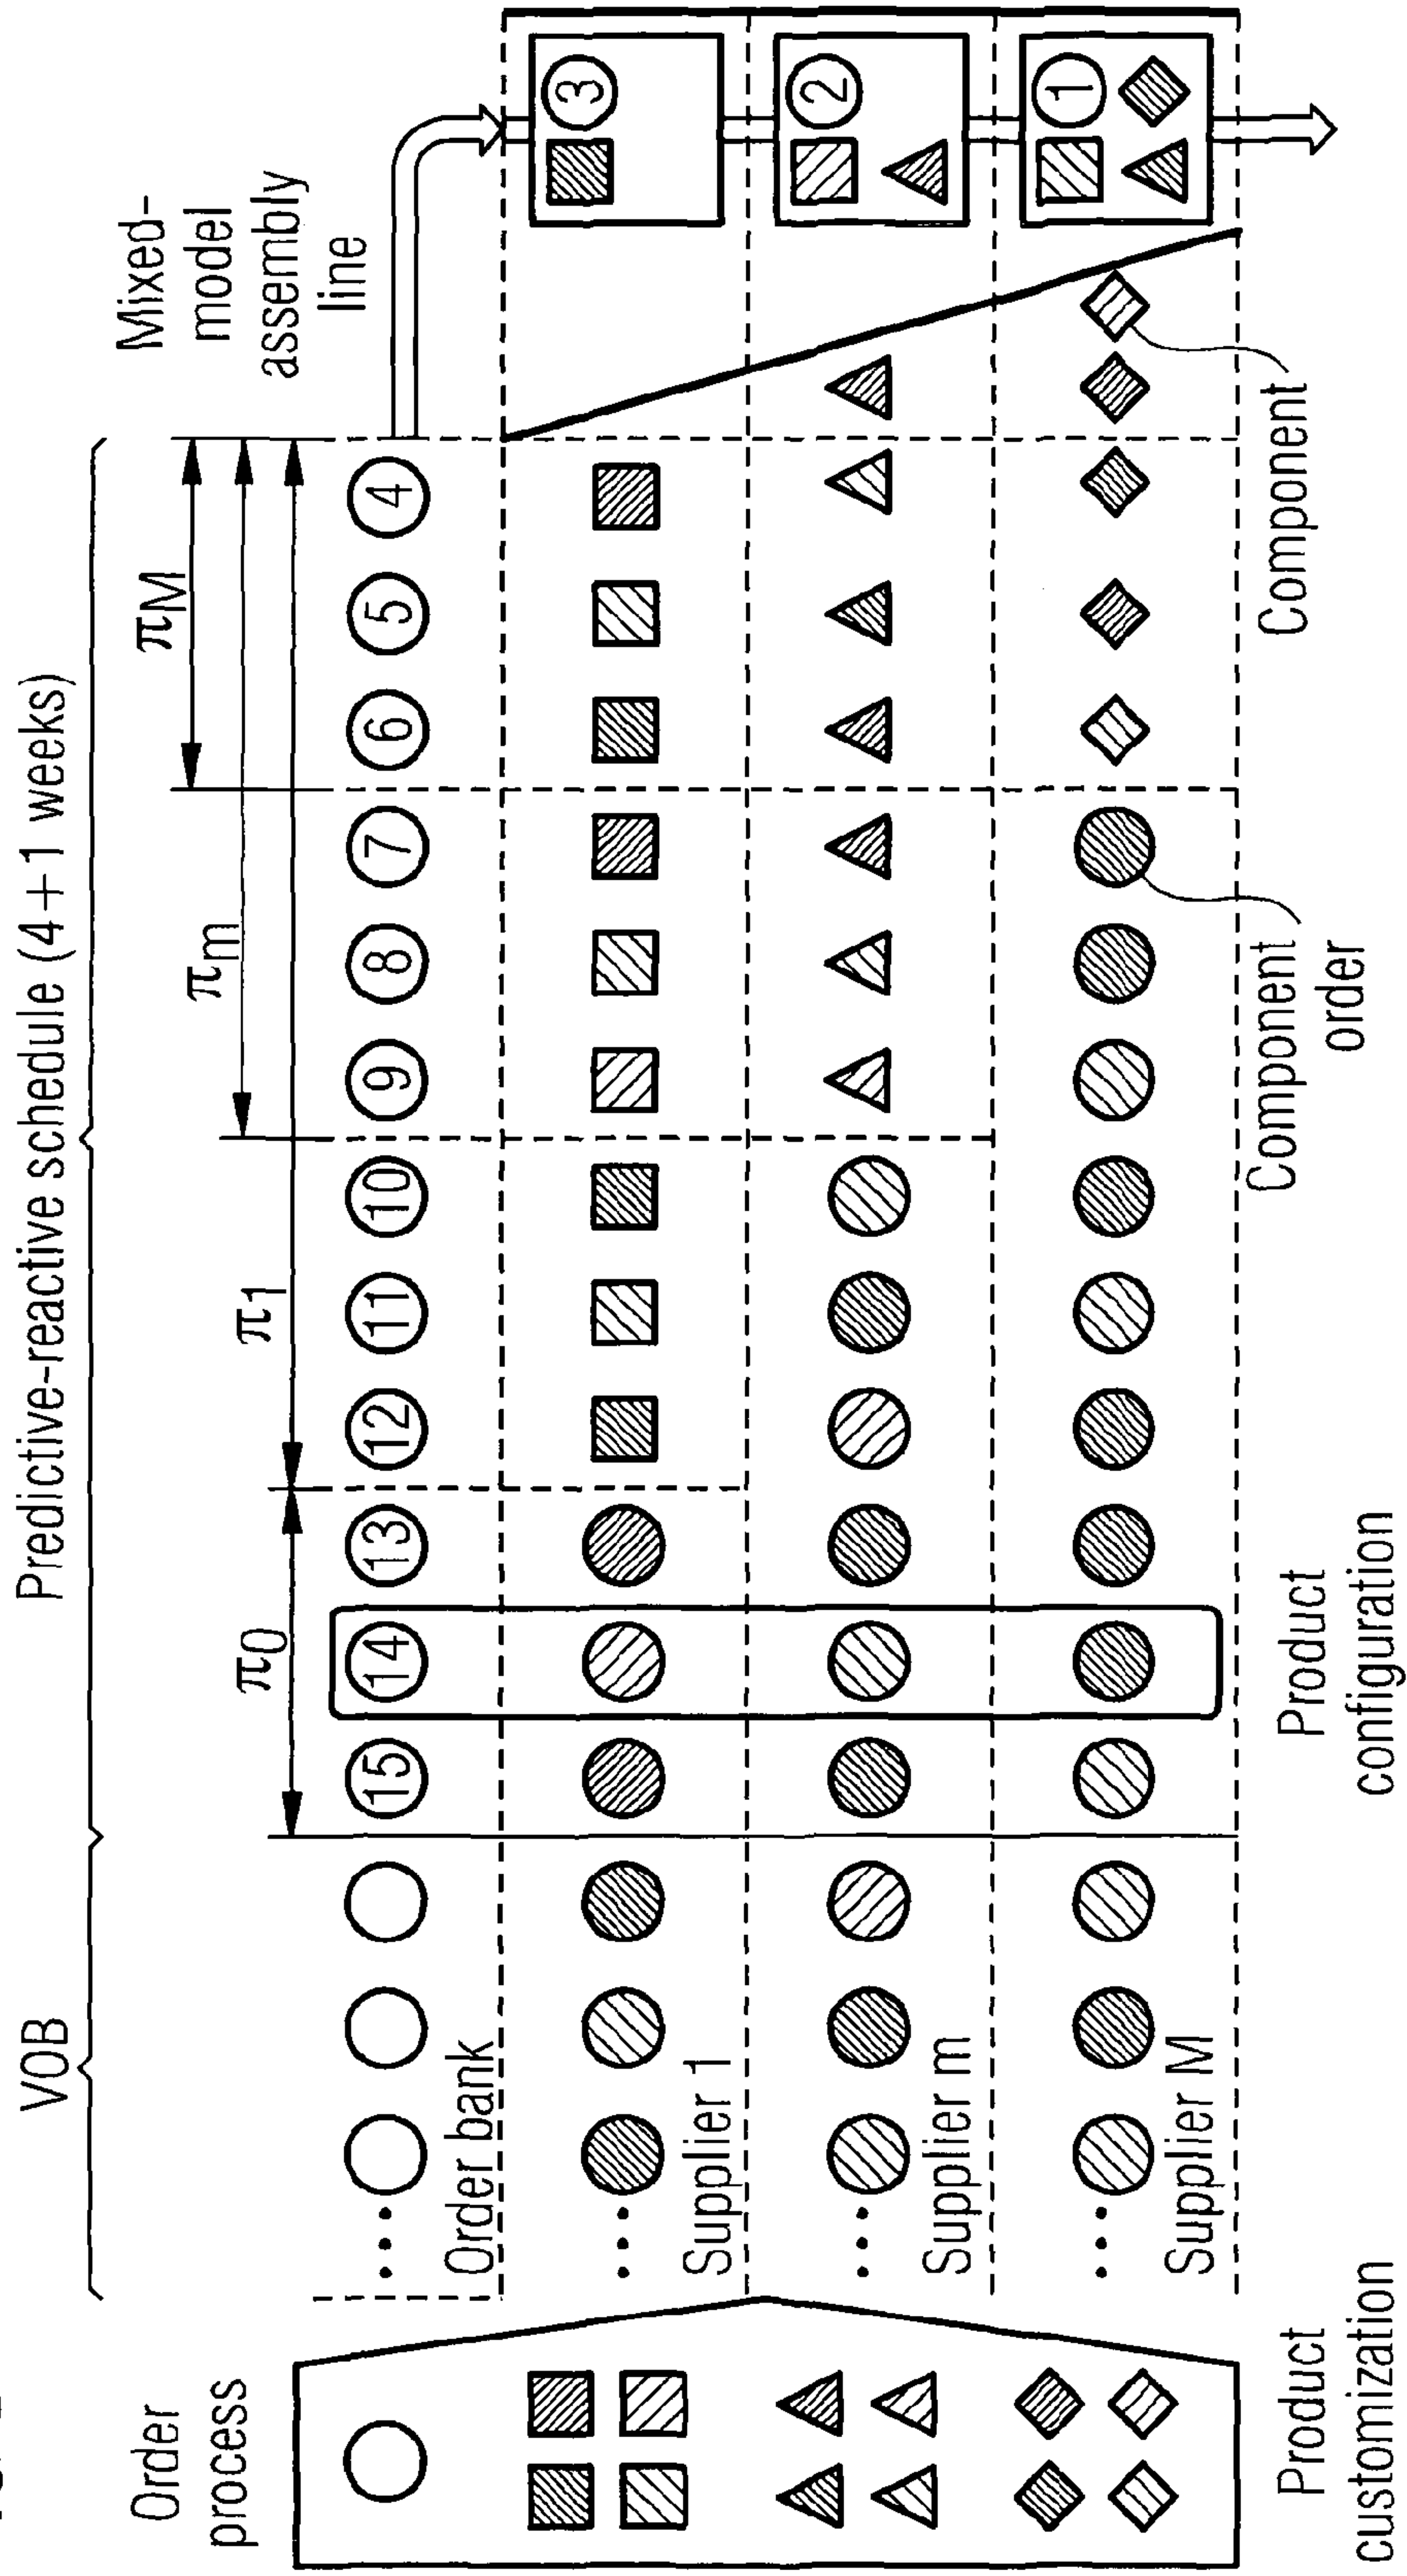 VOB
Predictive-reactive schedule (4+1 weeks)
Order
process
Mixed-
model
assembly
line
π0
π1
πm
πM
15
14
13
12
11
10
9
8
7
6
5
4
3
2
1
Order bank
Supplier 1
Supplier m
Supplier M
Product
customization
Product
configuration
Component
order
Component